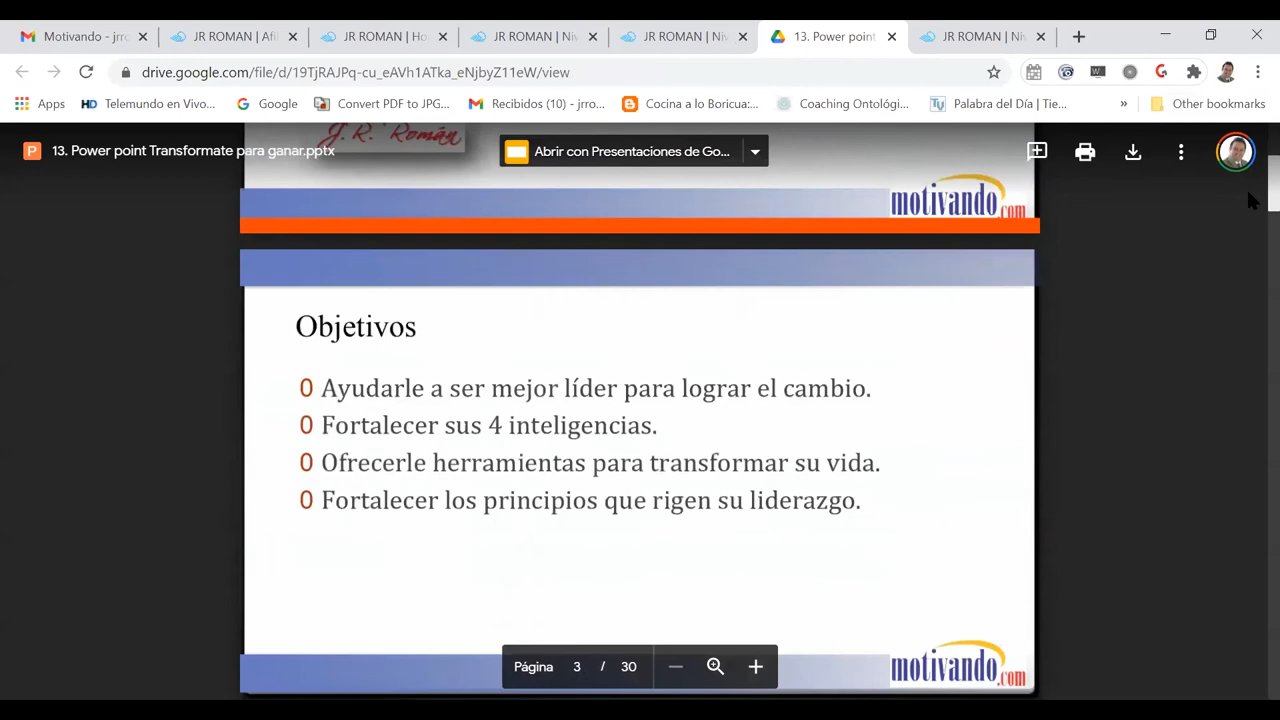 Motivando - jrro
JR ROMAN | Afil
JR ROMAN | Ho
JR ROMAN | Niv
JR ROMAN | Niv
13. Power point
JR ROMAN | Niv
drive.google.com/file/d/19TjRAJPq-cu_eAVh1ATka_eNjbyZ11eW/view
Apps
HD Telemundo en Vivo...
Google
Convert PDF to JPG...
Recibidos (10) - jrro...
Cocina a lo Boricua:...
Coaching Ontológi...
Tu Palabra del Día | Tie...
»
Other bookmarks
J. R. Román
P 13. Power point Transformate para ganar.pptx
Abrir con Presentaciones de Go...
motivando.com
Objetivos
0 Ayudarle a ser mejor líder para lograr el cambio.
0 Fortalecer sus 4 inteligencias.
0 Ofrecerle herramientas para transformar su vida.
0 Fortalecer los principios que rigen su liderazgo.
Página 3 / 30
motivando.com